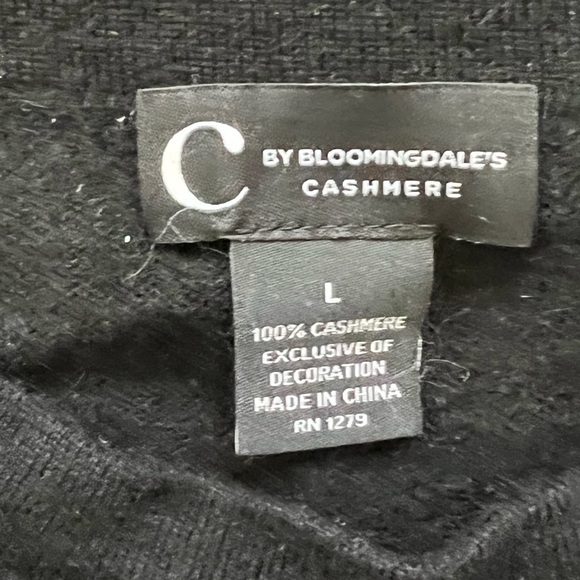 C BY BLOOMINGDALE'S
CASHMERE
L
100% CASHMERE
EXCLUSIVE OF
DECORATION
MADE IN CHINA
RN 1279